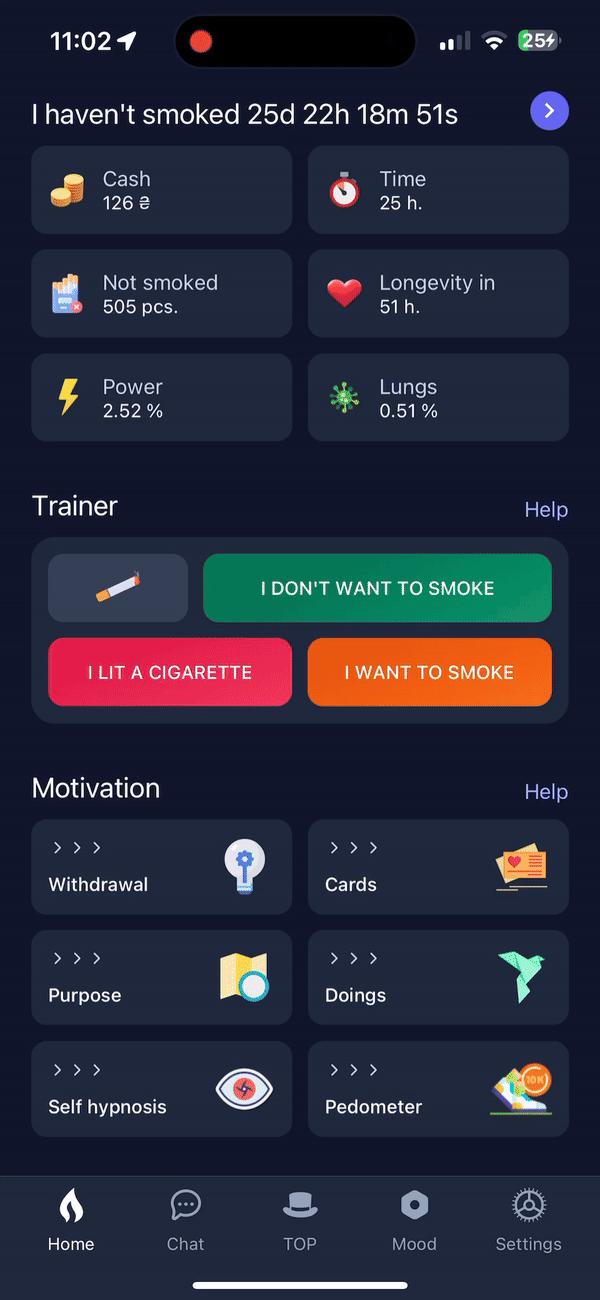 11:02
25
I haven't smoked 25d 22h 18m 51s
Cash
126 ₴
Time
25 h.
Not smoked
505 pcs.
Longevity in
51 h.
Power
2.52 %
Lungs
0.51 %
Trainer
Help
I DON'T WANT TO SMOKE
I LIT A CIGARETTE
I WANT TO SMOKE
Motivation
Help
> > >
Withdrawal
> > >
Cards
> > >
Purpose
> > >
Doings
> > >
Self hypnosis
> > >
10K
Pedometer
Home
Chat
TOP
Mood
Settings